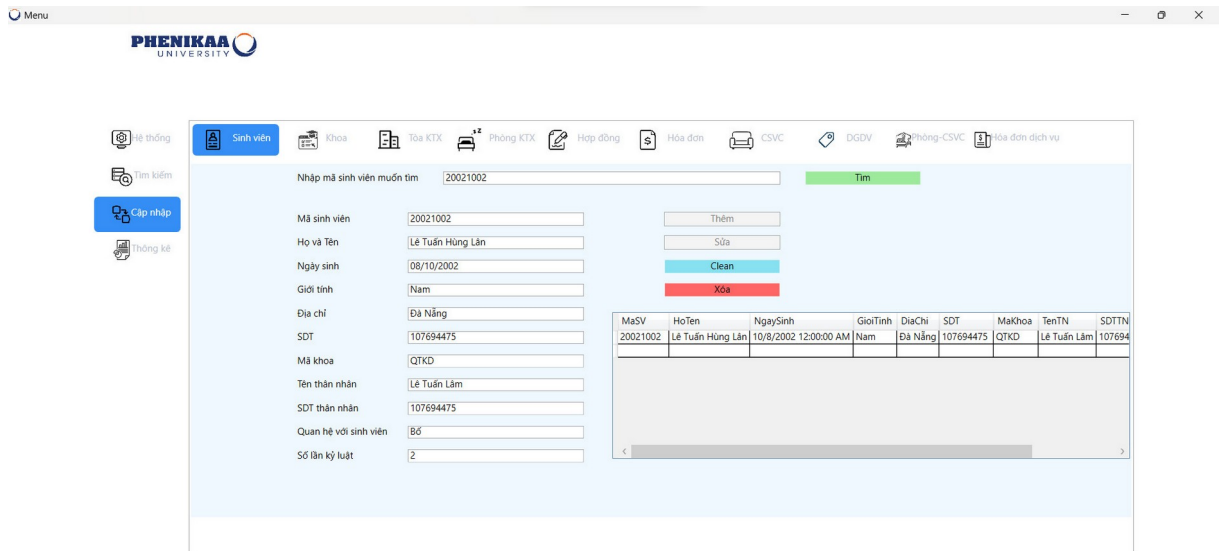 Menu
PHENIKAA
UNIVERSITY
Hệ thống
Tìm kiếm
Cập nhập
Thông kê
Sinh viên Khoa Tòa KTX Phòng KTX Hợp đồng Hóa đơn CSVC DGDV Phòng-CSVC Hóa đơn dịch vụ
Nhập mã sinh viên muốn tìm 20021002 Tìm
Mã sinh viên 20021002 Thêm
Họ và Tên Lê Tuấn Hùng Lân Sửa
Ngày sinh 08/10/2002 Clean
Giới tính Nam Xóa
Địa chỉ Đà Nẵng
SDT 107694475
Mã khoa QTKD
Tên thân nhân Lê Tuấn Lâm
SDT thân nhân 107694475
Quan hệ với sinh viên Bố
Số lần kỷ luật 2
MaSV HoTen NgaySinh GioiTinh DiaChi SDT MaKhoa TenTN SDTTN
20021002 Lê Tuấn Hùng Lân 10/8/2002 12:00:00 AM Nam Đà Nẵng 107694475 QTKD Lê Tuấn Lâm 107694